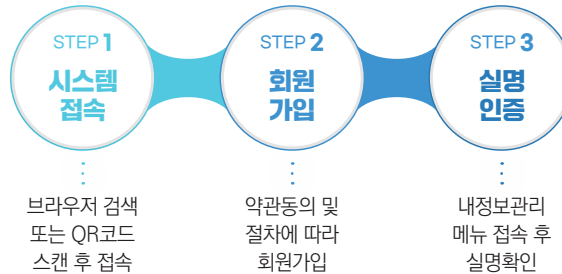 STEP 1
시스템
접속
브라우저 검색
또는 QR코드
스캔 후 접속
STEP 2
회원
가입
약관동의 및
절차에 따라
회원가입
STEP 3
실명
인증
내정보관리
메뉴 접속 후
실명확인